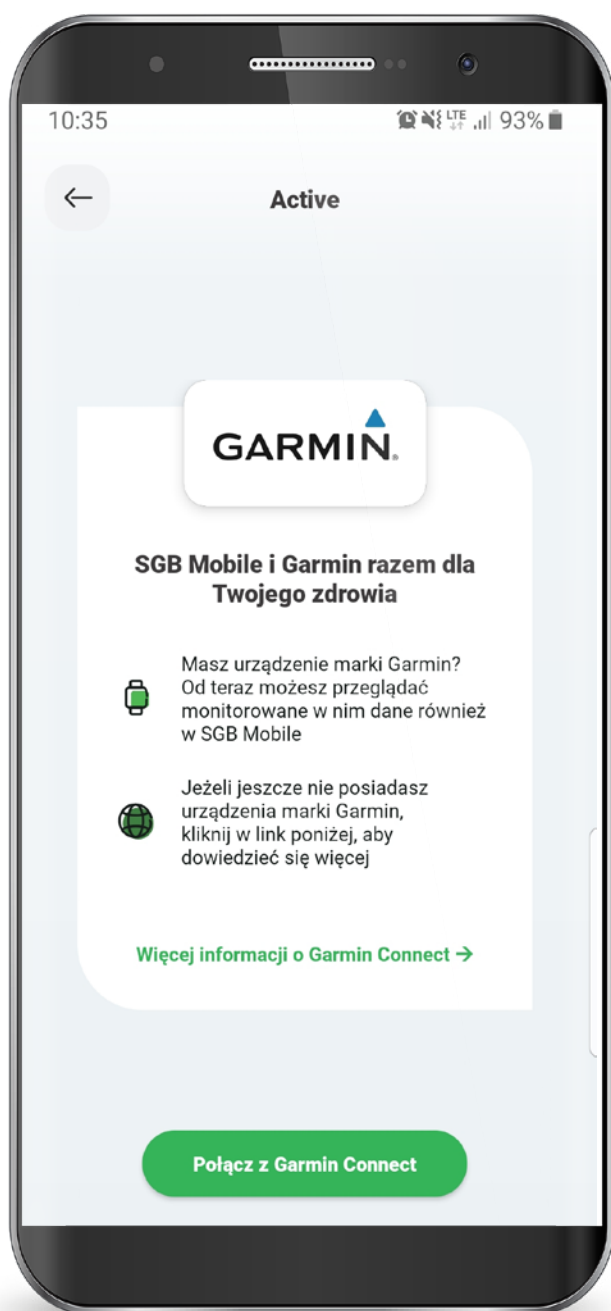 10:35
LTE 93%
Active
GARMIN®
SGB Mobile i Garmin razem dla
Twojego zdrowia
Masz urządzenie marki Garmin?
Od teraz możesz przeglądać
monitorowane w nim dane również
w SGB Mobile
Jeżeli jeszcze nie posiadasz
urządzenia marki Garmin,
kliknij w link poniżej, aby
dowiedzieć się więcej
Więcej informacji o Garmin Connect →
Połącz z Garmin Connect